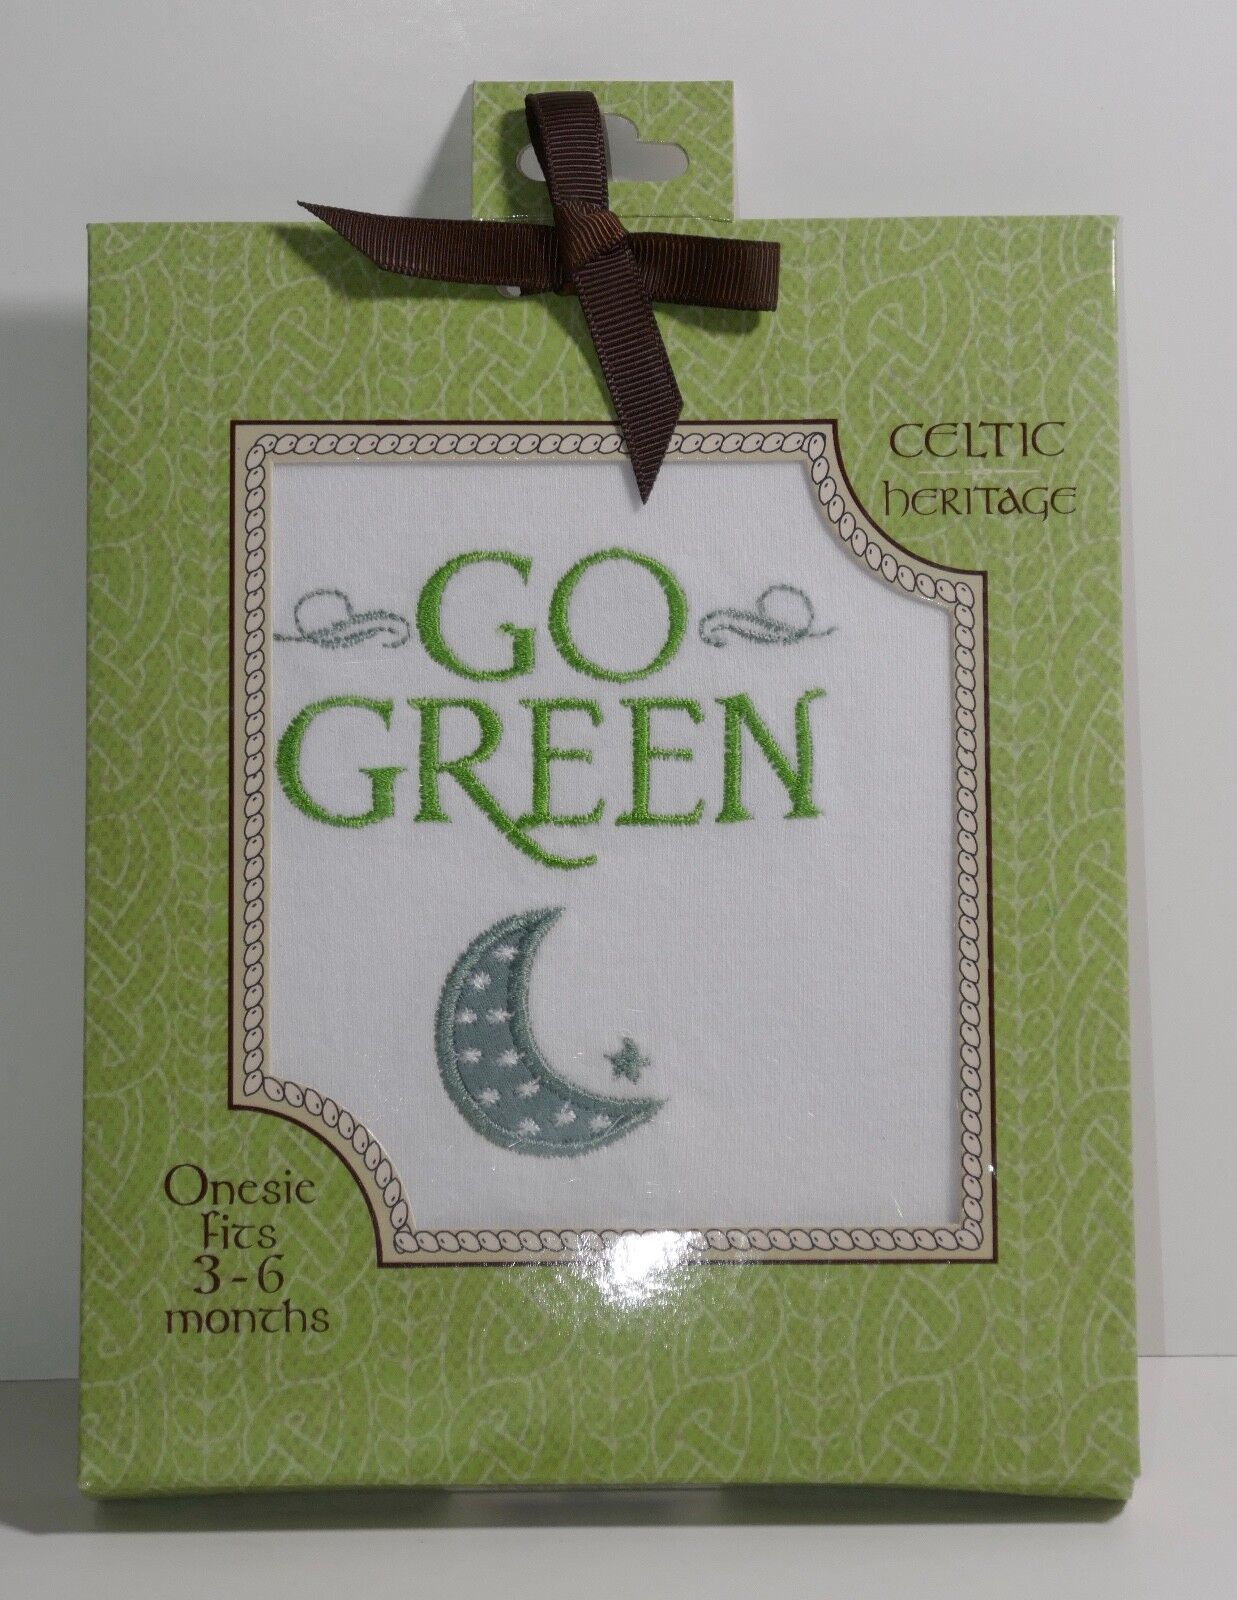 CELTIC
heritage
GO
GREEN
Onesie
fits
3-6
months